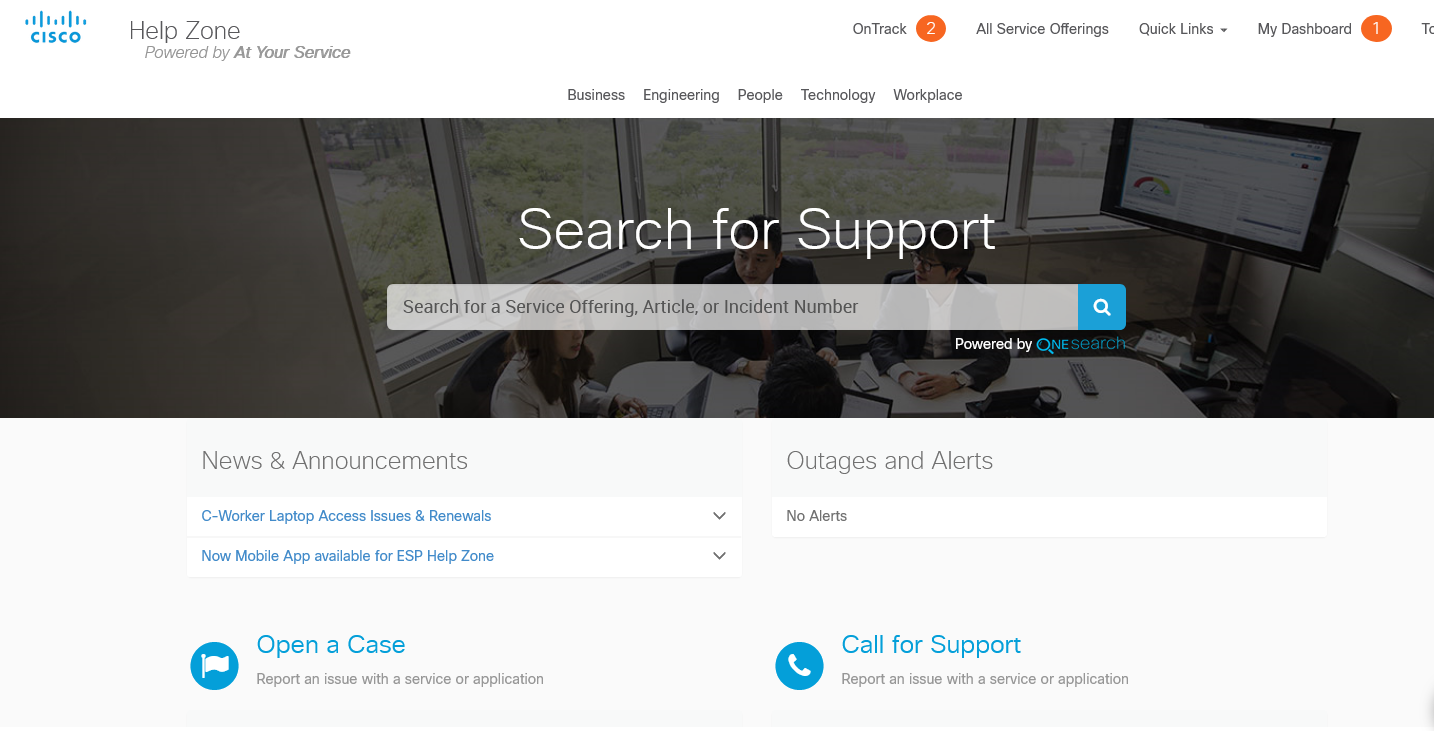 CISCO
Help Zone
Powered by At Your Service
OnTrack 2 All Service Offerings Quick Links My Dashboard 1 To
Business Engineering People Technology Workplace
Search for Support
Search for a Service Offering, Article, or Incident Number
Powered by ONE search
News & Announcements
C-Worker Laptop Access Issues & Renewals
Now Mobile App available for ESP Help Zone
Outages and Alerts
No Alerts
Open a Case
Report an issue with a service or application
Call for Support
Report an issue with a service or application